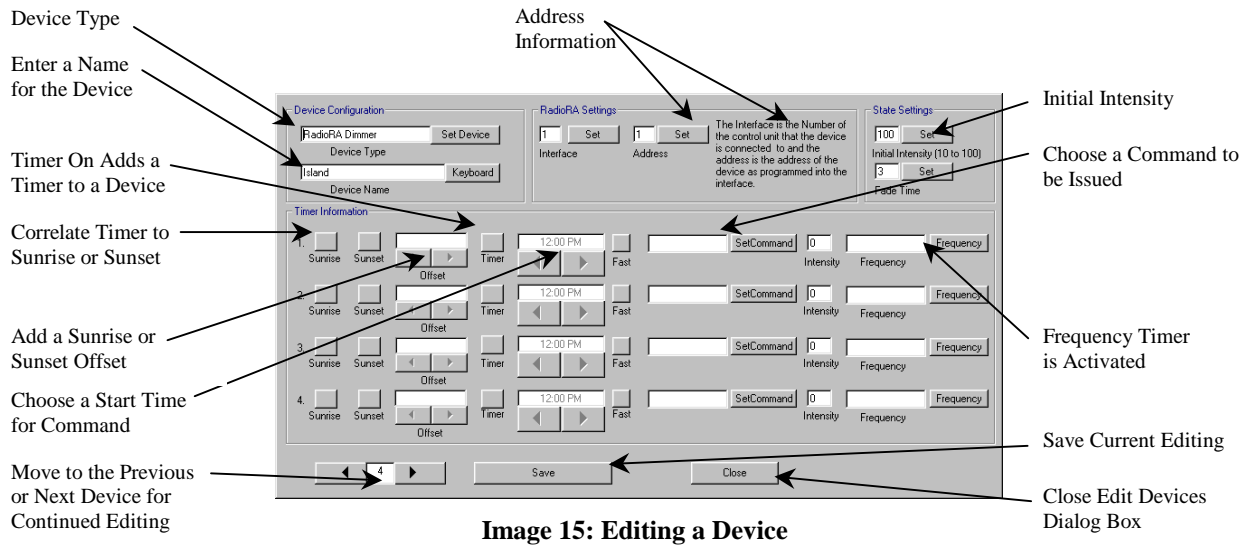 Device Type
Enter a Name
for the Device
Timer On Adds a
Timer to a Device
Correlate Timer to
Sunrise or Sunset
Add a Sunrise or
Sunset Offset
Choose a Start Time
for Command
Move to the Previous
or Next Device for
Continued Editing
Address
Information
Device Configuration
RadioRA Dimmer
Set Device
Device Type
Island
Keyboard
Device Name
RadioRA Settings
1 Set
Interface
1 Set
Address
The Interface is the Number of
the control unit that the device
is connected to and the
address is the address of the
device as programmed into the
interface.
State Settings
100 Set
Initial Intensity (10 to 100)
3 Set
Fade Time
Timer Information
1. 12:00 PM SetCommand 0 Frequency
Sunrise Sunset Offset Timer Fast Intensity Frequency
2. 12:00 PM SetCommand 0 Frequency
Sunrise Sunset Offset Timer Fast Intensity Frequency
3. 12:00 PM SetCommand 0 Frequency
Sunrise Sunset Offset Timer Fast Intensity Frequency
4. 12:00 PM SetCommand 0 Frequency
Sunrise Sunset Offset Timer Fast Intensity Frequency
4 Save Close
Initial Intensity
Choose a Command to
be Issued
Frequency Timer
is Activated
Save Current Editing
Close Edit Devices
Dialog Box
Image 15: Editing a Device